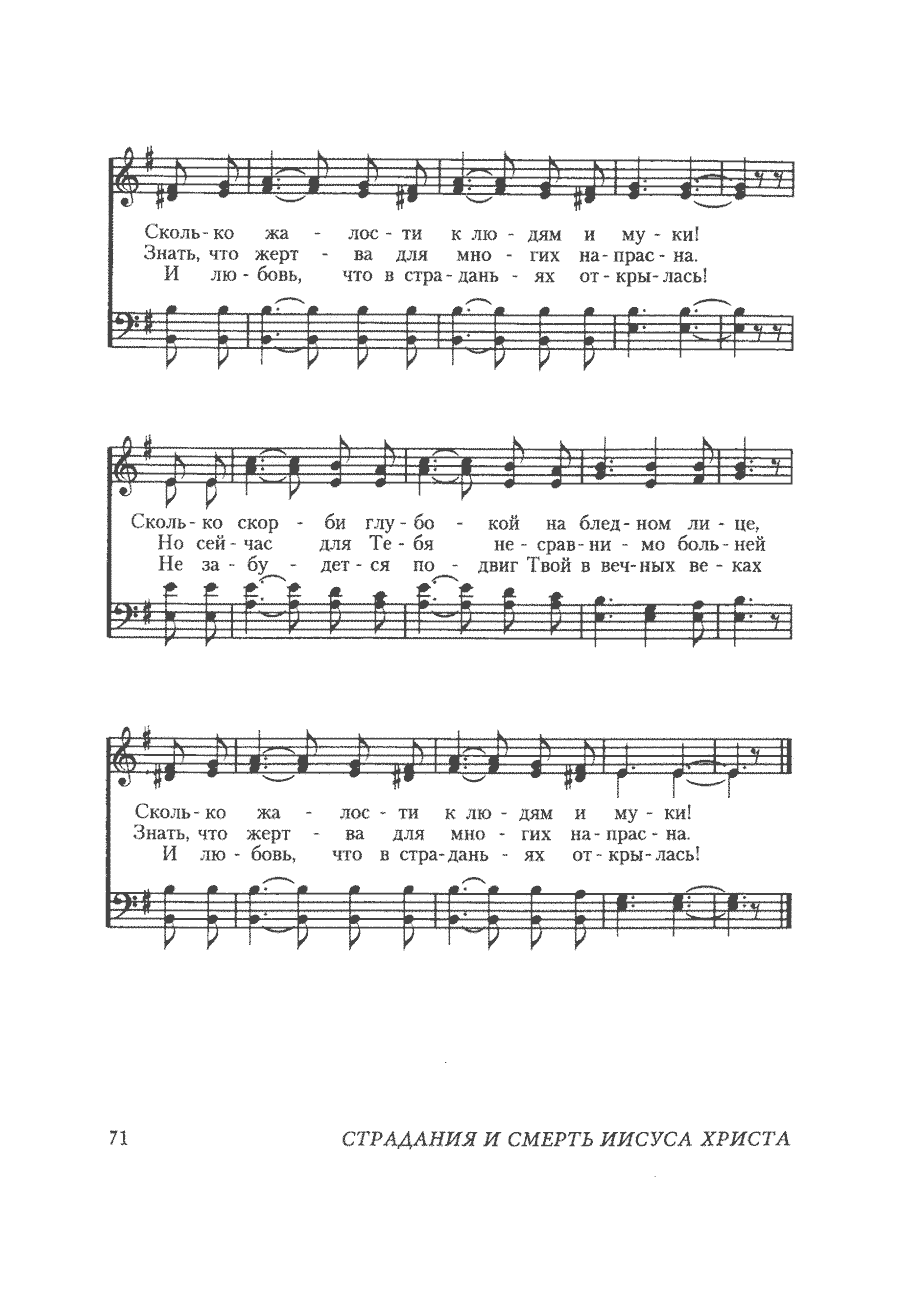 Сколь-ко жа - лос - ти к лю - дям и му - ки!
Знать, что жерт - ва для мно - гих на-прас - на.
И лю - бовь, что в стра-дань - ях от-кры-лась!
Сколь-ко скор - би глу-бо - кой на блед-ном ли - це,
Но сей-час для Те-бя не-срав-ни - мо боль-ней
Не за - бу - дет-ся по - двиг Твой в веч-ных ве - ках
Сколь-ко жа - лос - ти к лю - дям и му - ки!
Знать, что жерт - ва для мно - гих на-прас - на.
И лю - бовь, что в стра-дань - ях от-кры-лась!
71 СТРАДАНИЯ И СМЕРТЬ ИИСУСА ХРИСТА